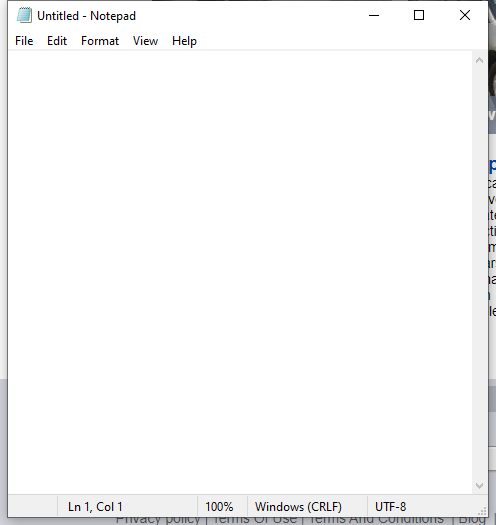 Untitled - Notepad
File Edit Format View Help
Ln 1, Col 1 100% Windows (CRLF) UTF-8
Privacy policy | Terms Of Use | Terms And Conditions | Blog